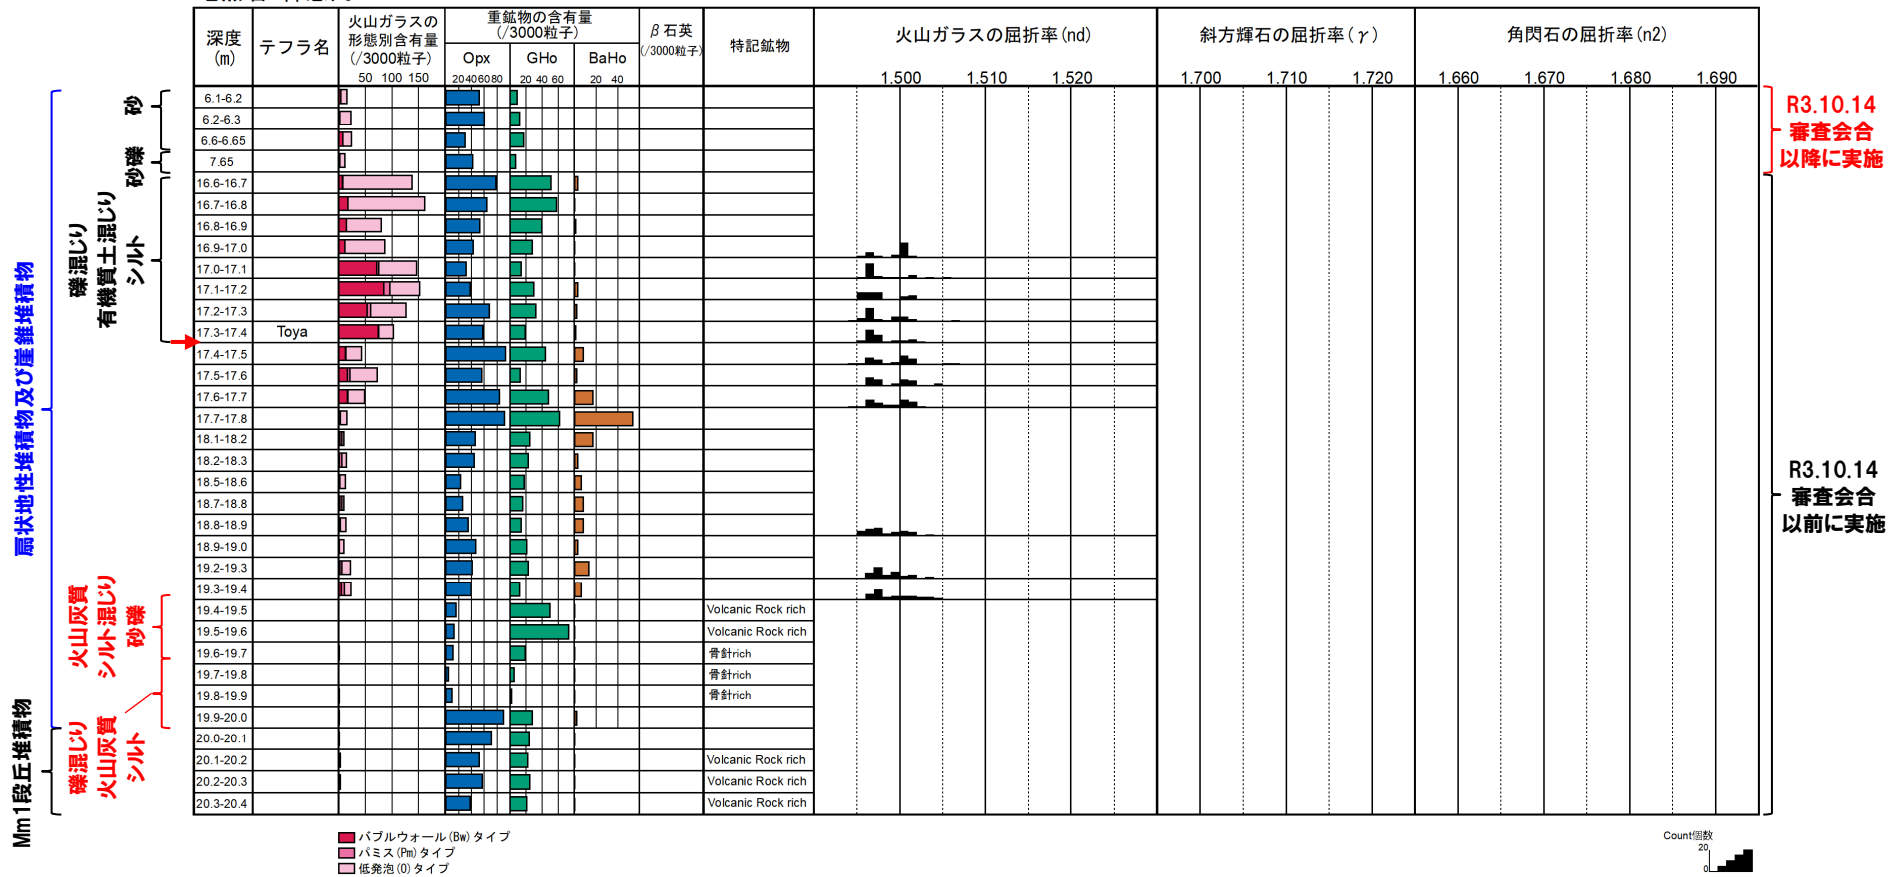 深度
(m)
テフラ名
火山ガラスの
形態別含有量
(/3000粒子)
50 100 150
重鉱物の含有量
(/3000粒子)
Opx
20 40 60 80
GHo
20 40 60
BaHo
20 40
β石英
(/3000粒子)
特記鉱物
火山ガラスの屈折率(nd)
1.500 1.510 1.520
斜方輝石の屈折率(γ)
1.700 1.710 1.720
角閃石の屈折率(n2)
1.660 1.670 1.680 1.690
6.1-6.2
6.2-6.3
6.6-6.65
7.65
16.6-16.7
16.7-16.8
16.8-16.9
16.9-17.0
17.0-17.1
17.1-17.2
17.2-17.3
17.3-17.4 Toya
17.4-17.5
17.5-17.6
17.6-17.7
17.7-17.8
18.1-18.2
18.2-18.3
18.5-18.6
18.7-18.8
18.8-18.9
18.9-19.0
19.2-19.3
19.3-19.4
19.4-19.5 Volcanic Rock rich
19.5-19.6 Volcanic Rock rich
19.6-19.7 骨針rich
19.7-19.8 骨針rich
19.8-19.9 骨針rich
19.9-20.0
20.0-20.1
20.1-20.2 Volcanic Rock rich
20.2-20.3 Volcanic Rock rich
20.3-20.4 Volcanic Rock rich
砂
砂礫
礫混じり
有機質土混じり
シルト
扇状地性堆積物及び崖錐堆積物
火山灰質
シルト混じり
砂礫
礫混じり
火山灰質
シルト
Mm1段丘堆積物
R3.10.14
審査会合
以降に実施
R3.10.14
審査会合
以前に実施
バブルウォール(Bw)タイプ
パミス(Pm)タイプ
低発泡(O)タイプ
Count個数
20
0